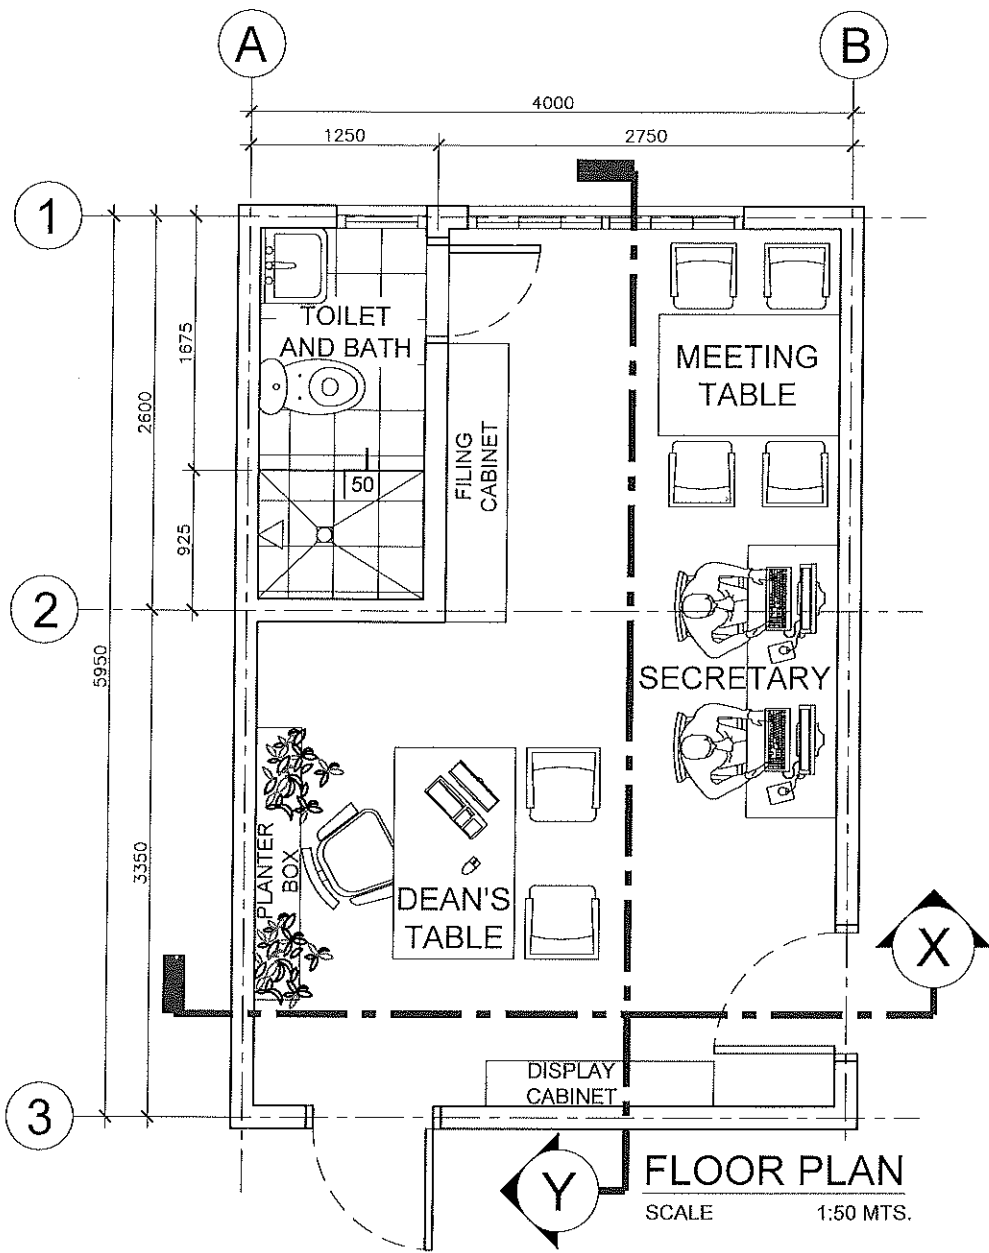 A
B
4000
1250
2750
1
TOILET
AND BATH
1675
2600
MEETING
TABLE
FILING
CABINET
50
925
2
5950
SECRETARY
3350
PLANTER
BOX
DEAN'S
TABLE
X
DISPLAY
CABINET
3
Y
FLOOR PLAN
SCALE 1:50 MTS.